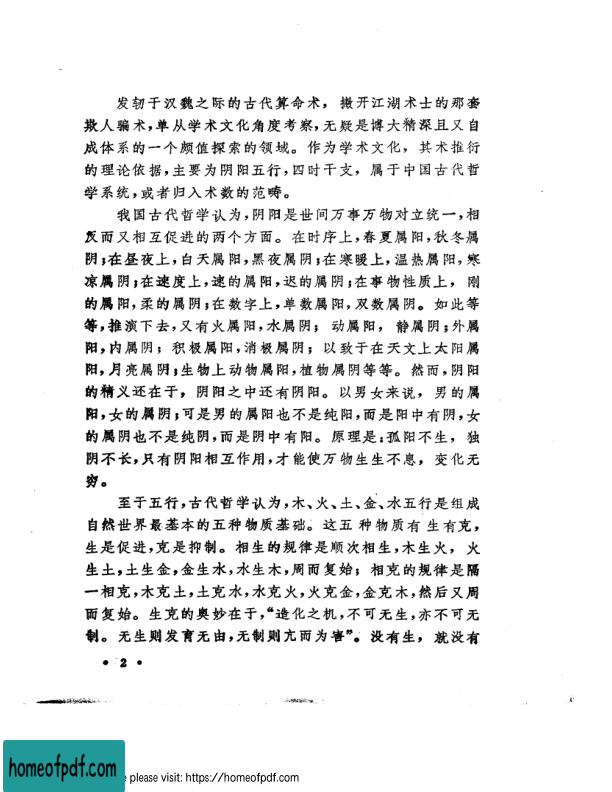 发轫于汉魏之际的古代算命术，撇开江湖术士的那套
欺人骗术，单从学术文化角度考察，无疑是博大精深且又自
成体系的一个颇值探索的领域。作为学术文化，其术推衍
的理论依据，主要为阴阳五行，四时干支，属于中国古代哲
学系统，或者归入术数的范畴。
我国古代哲学认为，阴阳是世间万事万物对立统一，相
反而又相互促进的两个方面。在时序上，春夏属阳，秋冬属
阴；在昼夜上，白天属阳，黑夜属阴；在寒暖上，温热属阳，寒
凉属阴；在速度上，速的属阳，迟的属阴；在事物性质上，刚
的属阳，柔的属阴；在数字上，单数属阳，双数属阴。如此等
等，推演下去，又有火属阳，水属阴；动属阳，静属阴；外属
阳，内属阴；积极属阳，消极属阴；以致于在天文上太阳属
阳，月亮属阴；生物上动物属阳，植物属阴等等。然而，阴阳
的精义还在于，阴阳之中还有阴阳。以男女来说，男的属
阳，女的属阴；可是男的属阳也不是纯阳，而是阳中有阴，女
的属阴也不是纯阴，而是阴中有阳。原理是：孤阳不生，独
阴不长，只有阴阳相互作用，才能使万物生生不息，变化无
穷。
至于五行，古代哲学认为，木、火、土、金、水五行是组成
自然世界最基本的五种物质基础。这五种物质有生有克，
生是促进，克是抑制。相生的规律是顺次相生，木生火，火
生土，土生金，金生水，水生木，周而复始；相克的规律是隔
一相克，木克土，土克水，水克火，火克金，金克木，然后又周
而复始。生克的奥妙在于，“造化之机，不可无生，亦不可无
制。无生则发育无由，无制则亢而为害”。没有生，就没有
• 2 •
homeofpdf.com
e please visit: https://homeofpdf.com